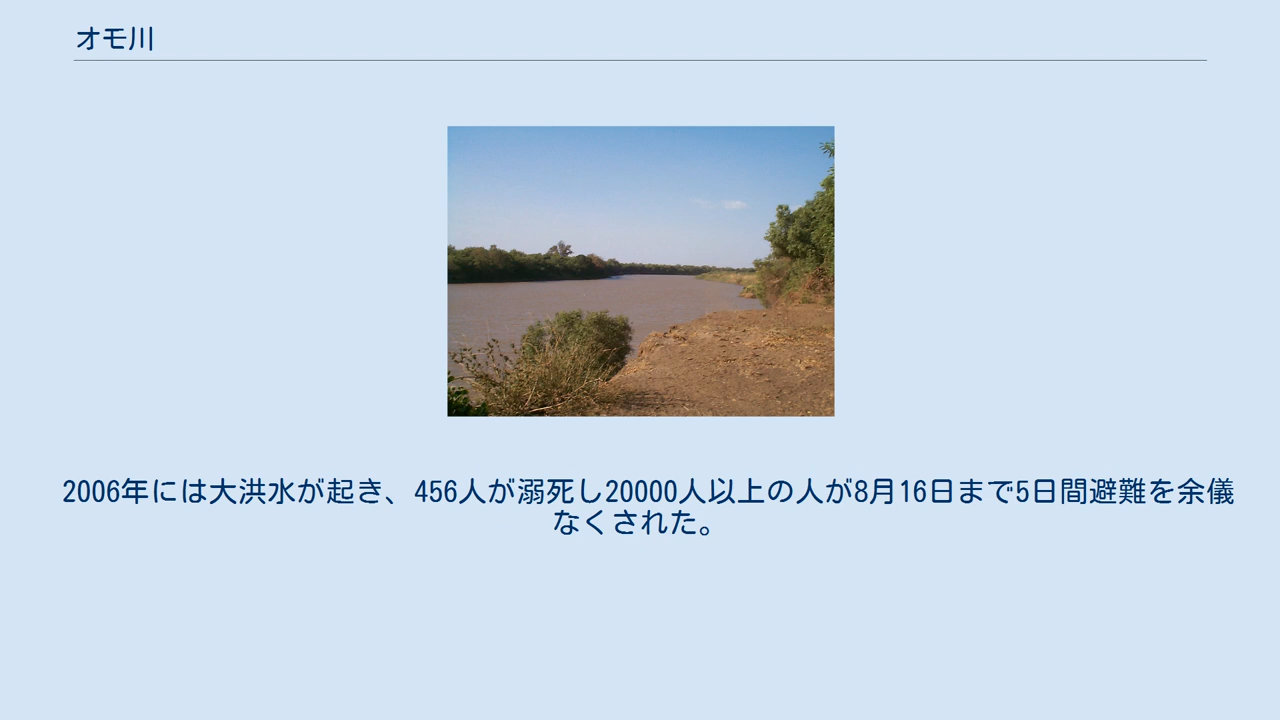 オモ川
2006年には大洪水が起き、456人が溺死し20000人以上の人が8月16日まで5日間避難を余儀
なくされた。